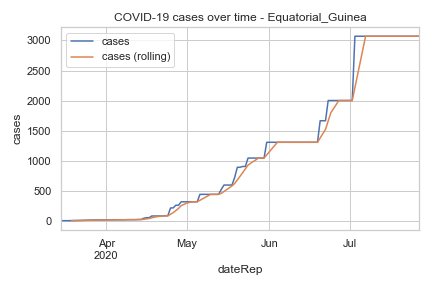 COVID-19 cases over time - Equatorial_Guinea
cases
cases (rolling)
3000
2500
2000
1500
1000
500
0
cases
Apr
2020
May
Jun
Jul
dateRep